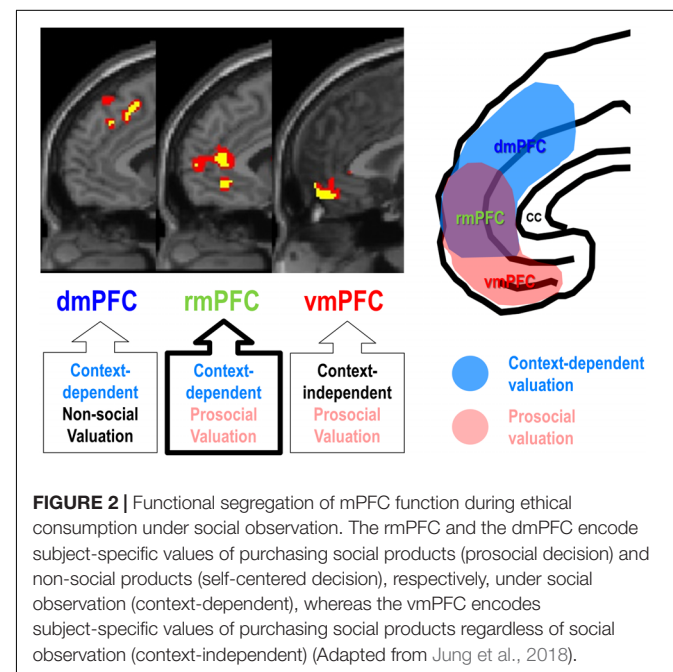 dmPFC
rmPFC
vmPFC
Context-
dependent
Non-social
Valuation
Context-
dependent
Prosocial
Valuation
Context-
independent
Prosocial
Valuation
dmPFC
rmPFC
cc
vmPFC
Context-dependent
valuation
Prosocial
valuation
FIGURE 2 | Functional segregation of mPFC function during ethical
consumption under social observation. The rmPFC and the dmPFC encode
subject-specific values of purchasing social products (prosocial decision) and
non-social products (self-centered decision), respectively, under social
observation (context-dependent), whereas the vmPFC encodes
subject-specific values of purchasing social products regardless of social
observation (context-independent) (Adapted from Jung et al., 2018).